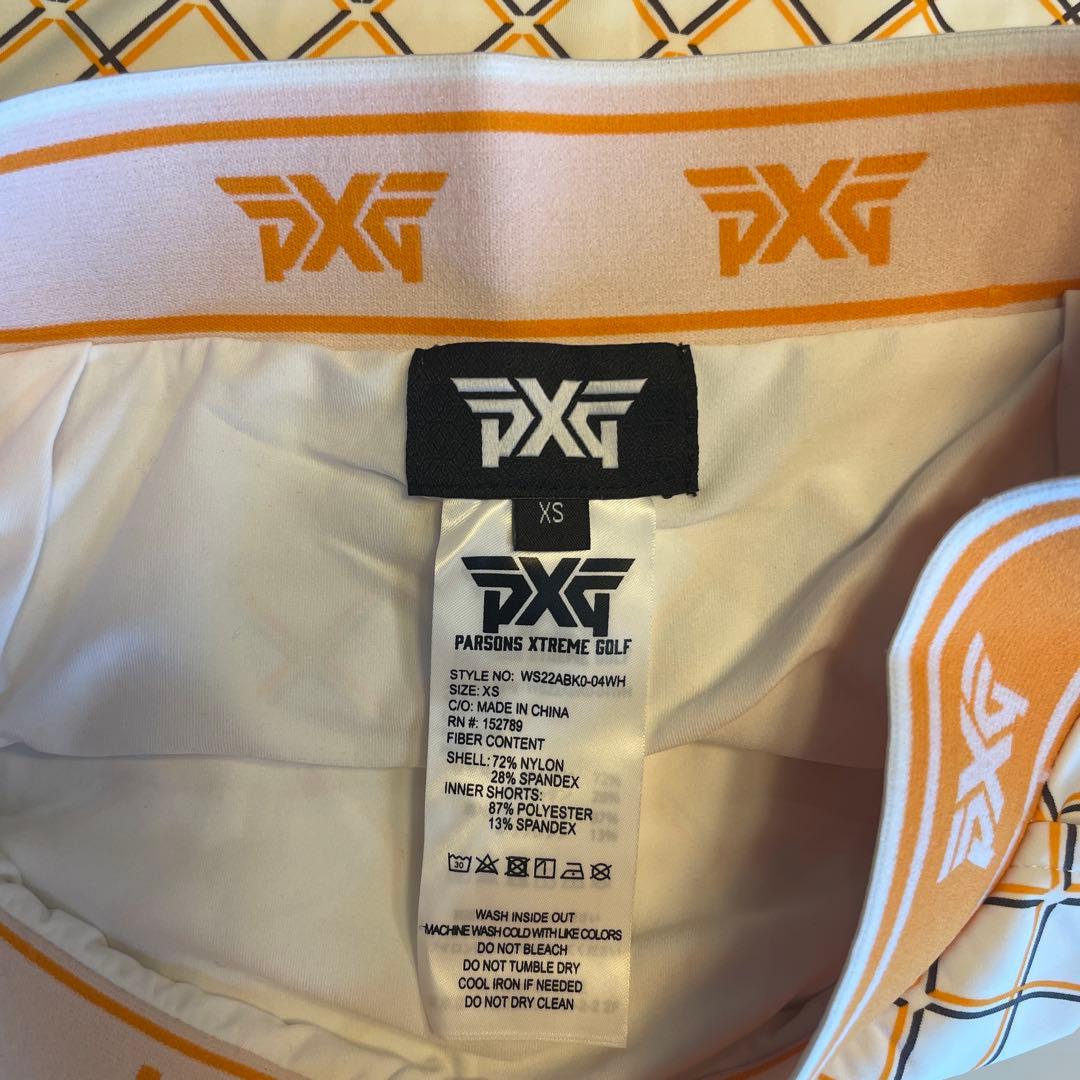 PXG PXG
PXG
XS
PXG
PARSONS XTREME GOLF
STYLE NO: WS22ABK0-04WH
SIZE: XS
C/O: MADE IN CHINA
RN #: 152789
FIBER CONTENT
SHELL: 72% NYLON
28% SPANDEX
INNER SHORTS:
87% POLYESTER
13% SPANDEX
30
WASH INSIDE OUT
MACHINE WASH COLD WITH LIKE COLORS
DO NOT BLEACH
DO NOT TUMBLE DRY
COOL IRON IF NEEDED
DO NOT DRY CLEAN
PXG